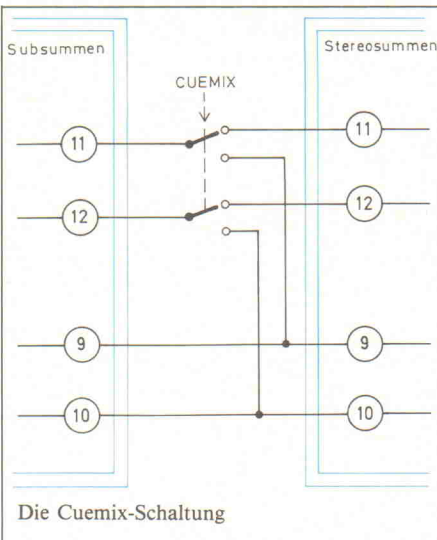 Subsummen
Stereosummen
CUEMIX
11
11
12
12
9
9
10
10
Die Cuemix-Schaltung